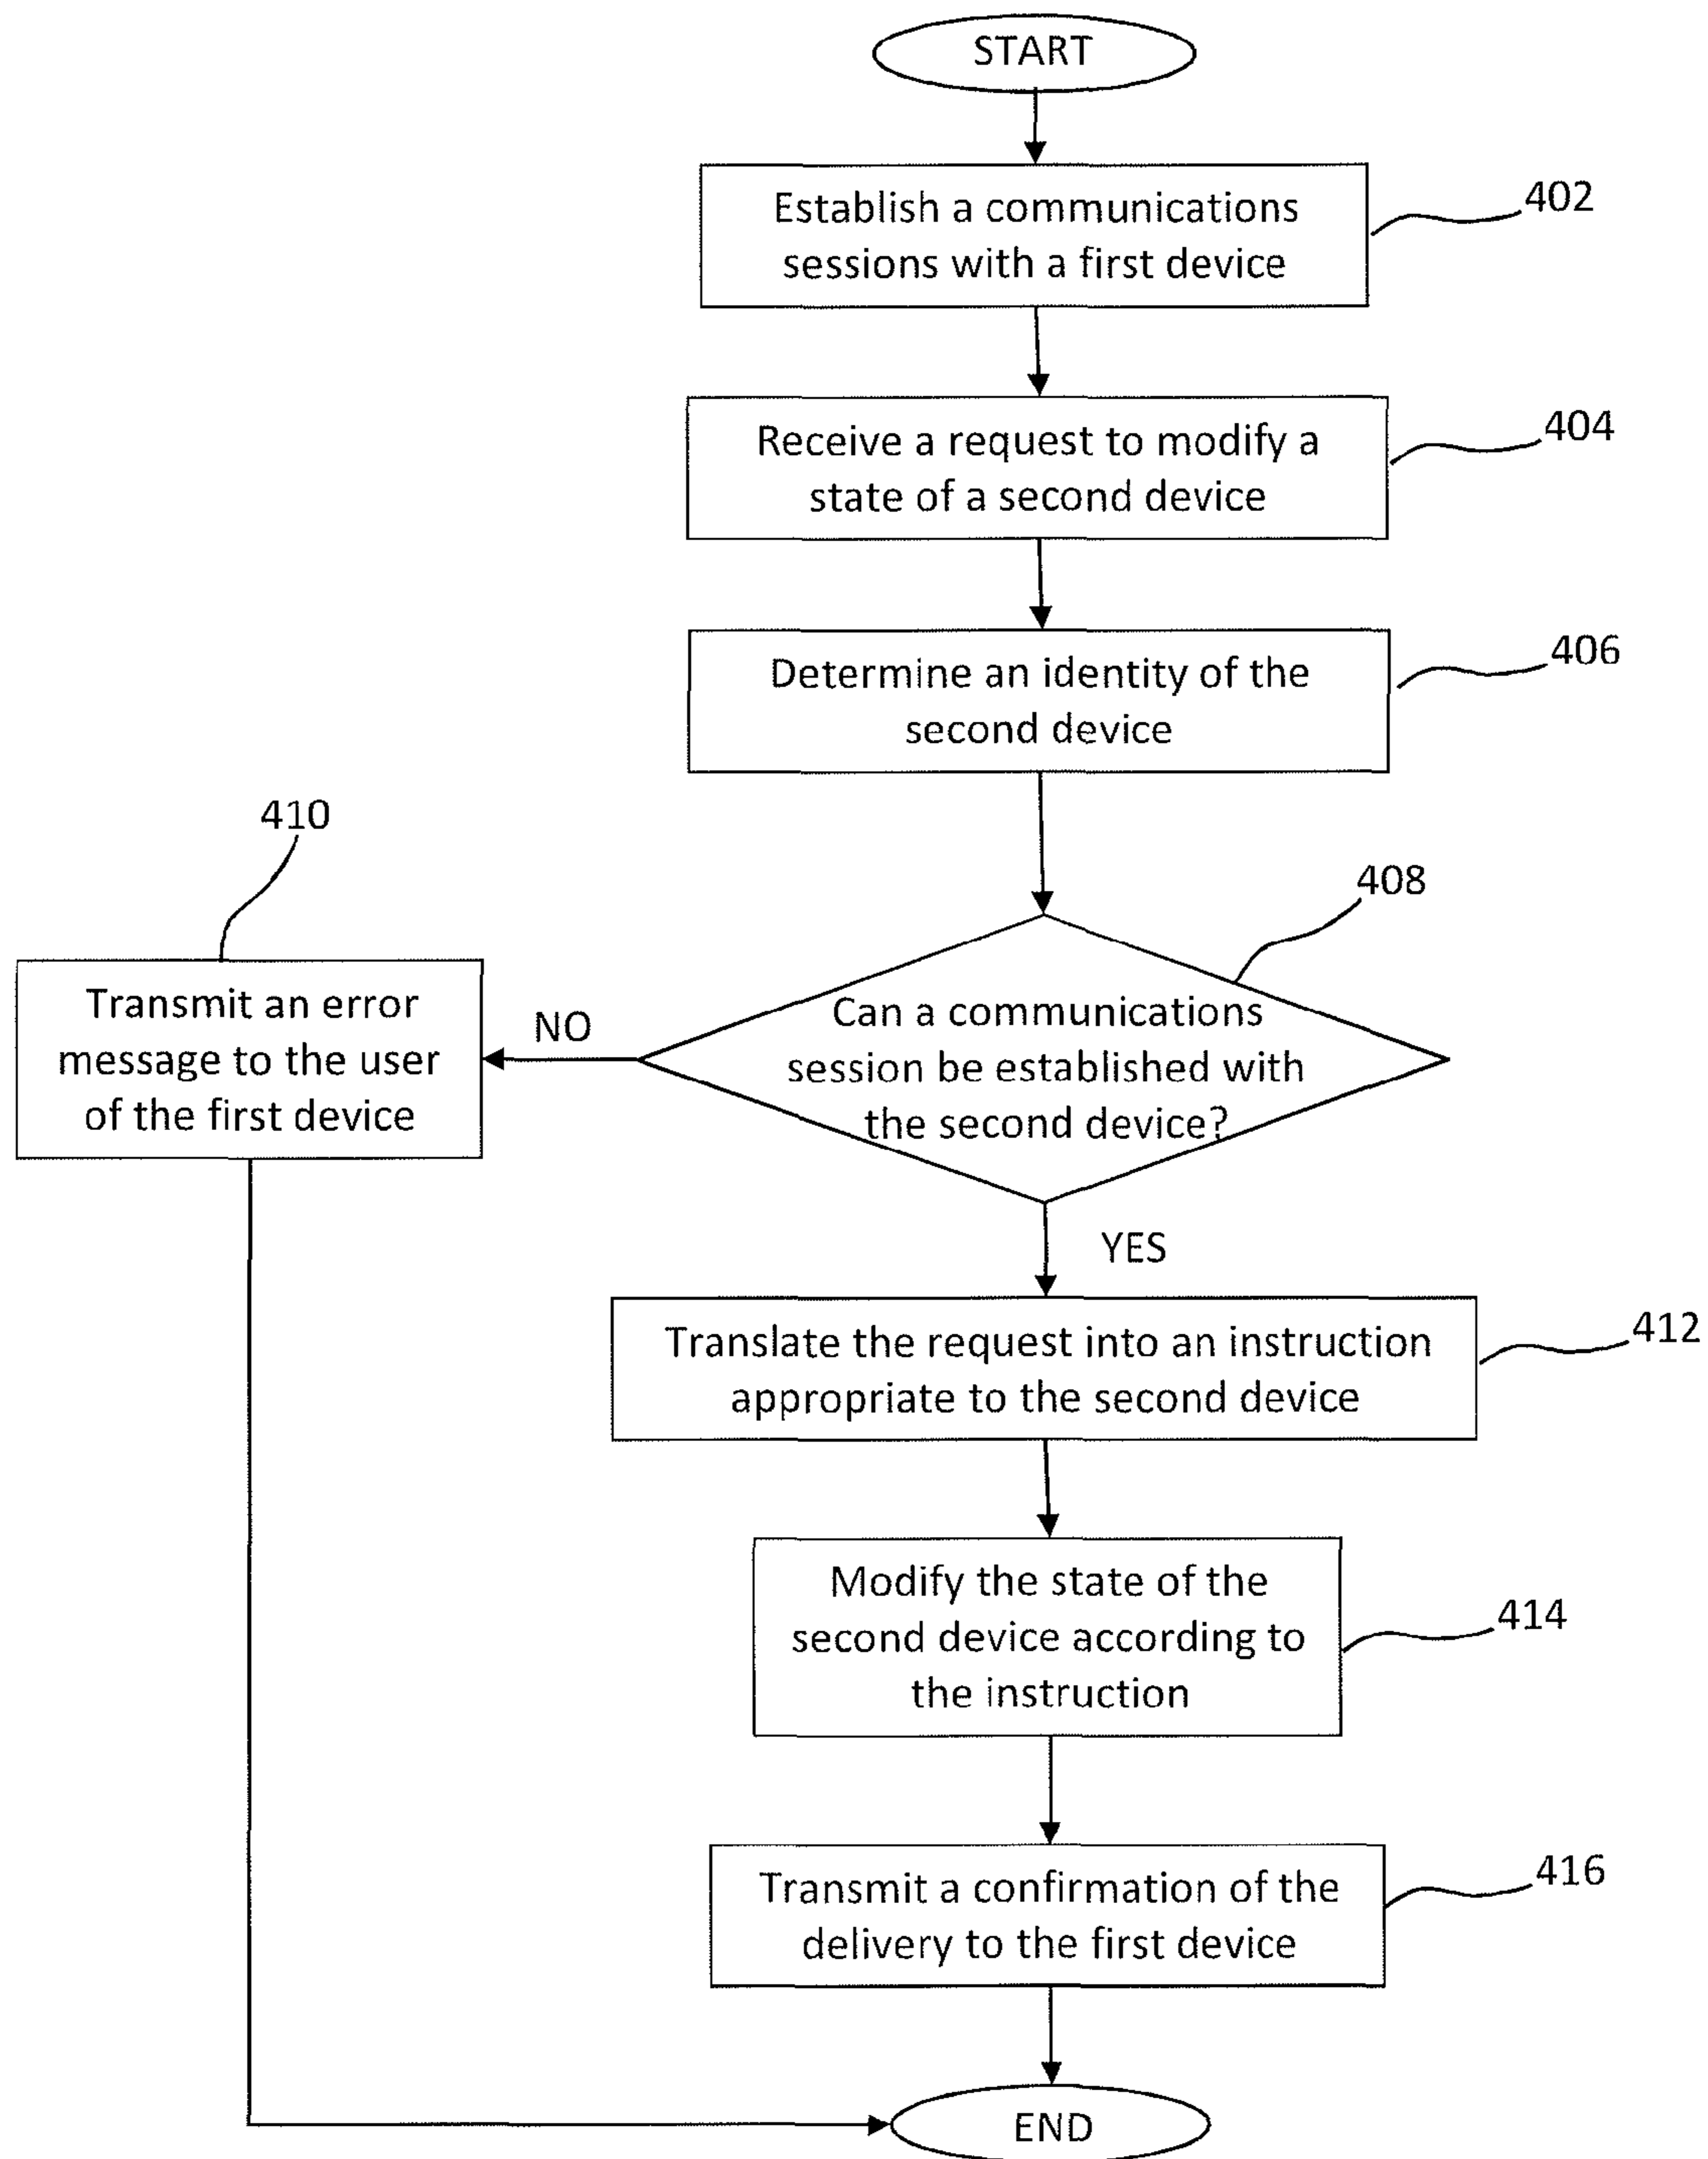 START
Establish a communications
sessions with a first device
402
Receive a request to modify a
state of a second device
404
Determine an identity of the
second device
406
410
408
Transmit an error
message to the user
of the first device
NO
Can a communications
session be established with
the second device?
YES
Translate the request into an instruction
appropriate to the second device
412
Modify the state of the
second device according to
the instruction
414
Transmit a confirmation of the
delivery to the first device
416
END